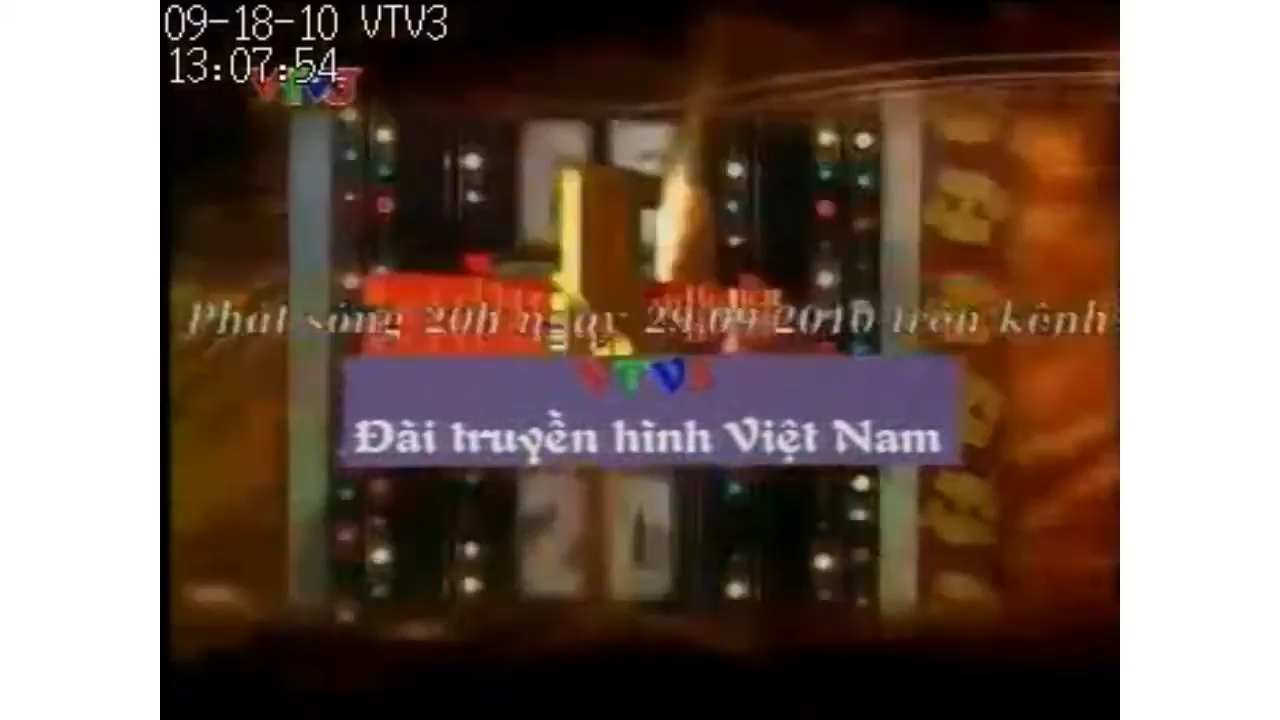 09-18-10 VTV3
13:07:54
VTV3
Phát sóng 20h ngày 29 09 2010 trên kênh
VTV3
Đài truyền hình Việt Nam